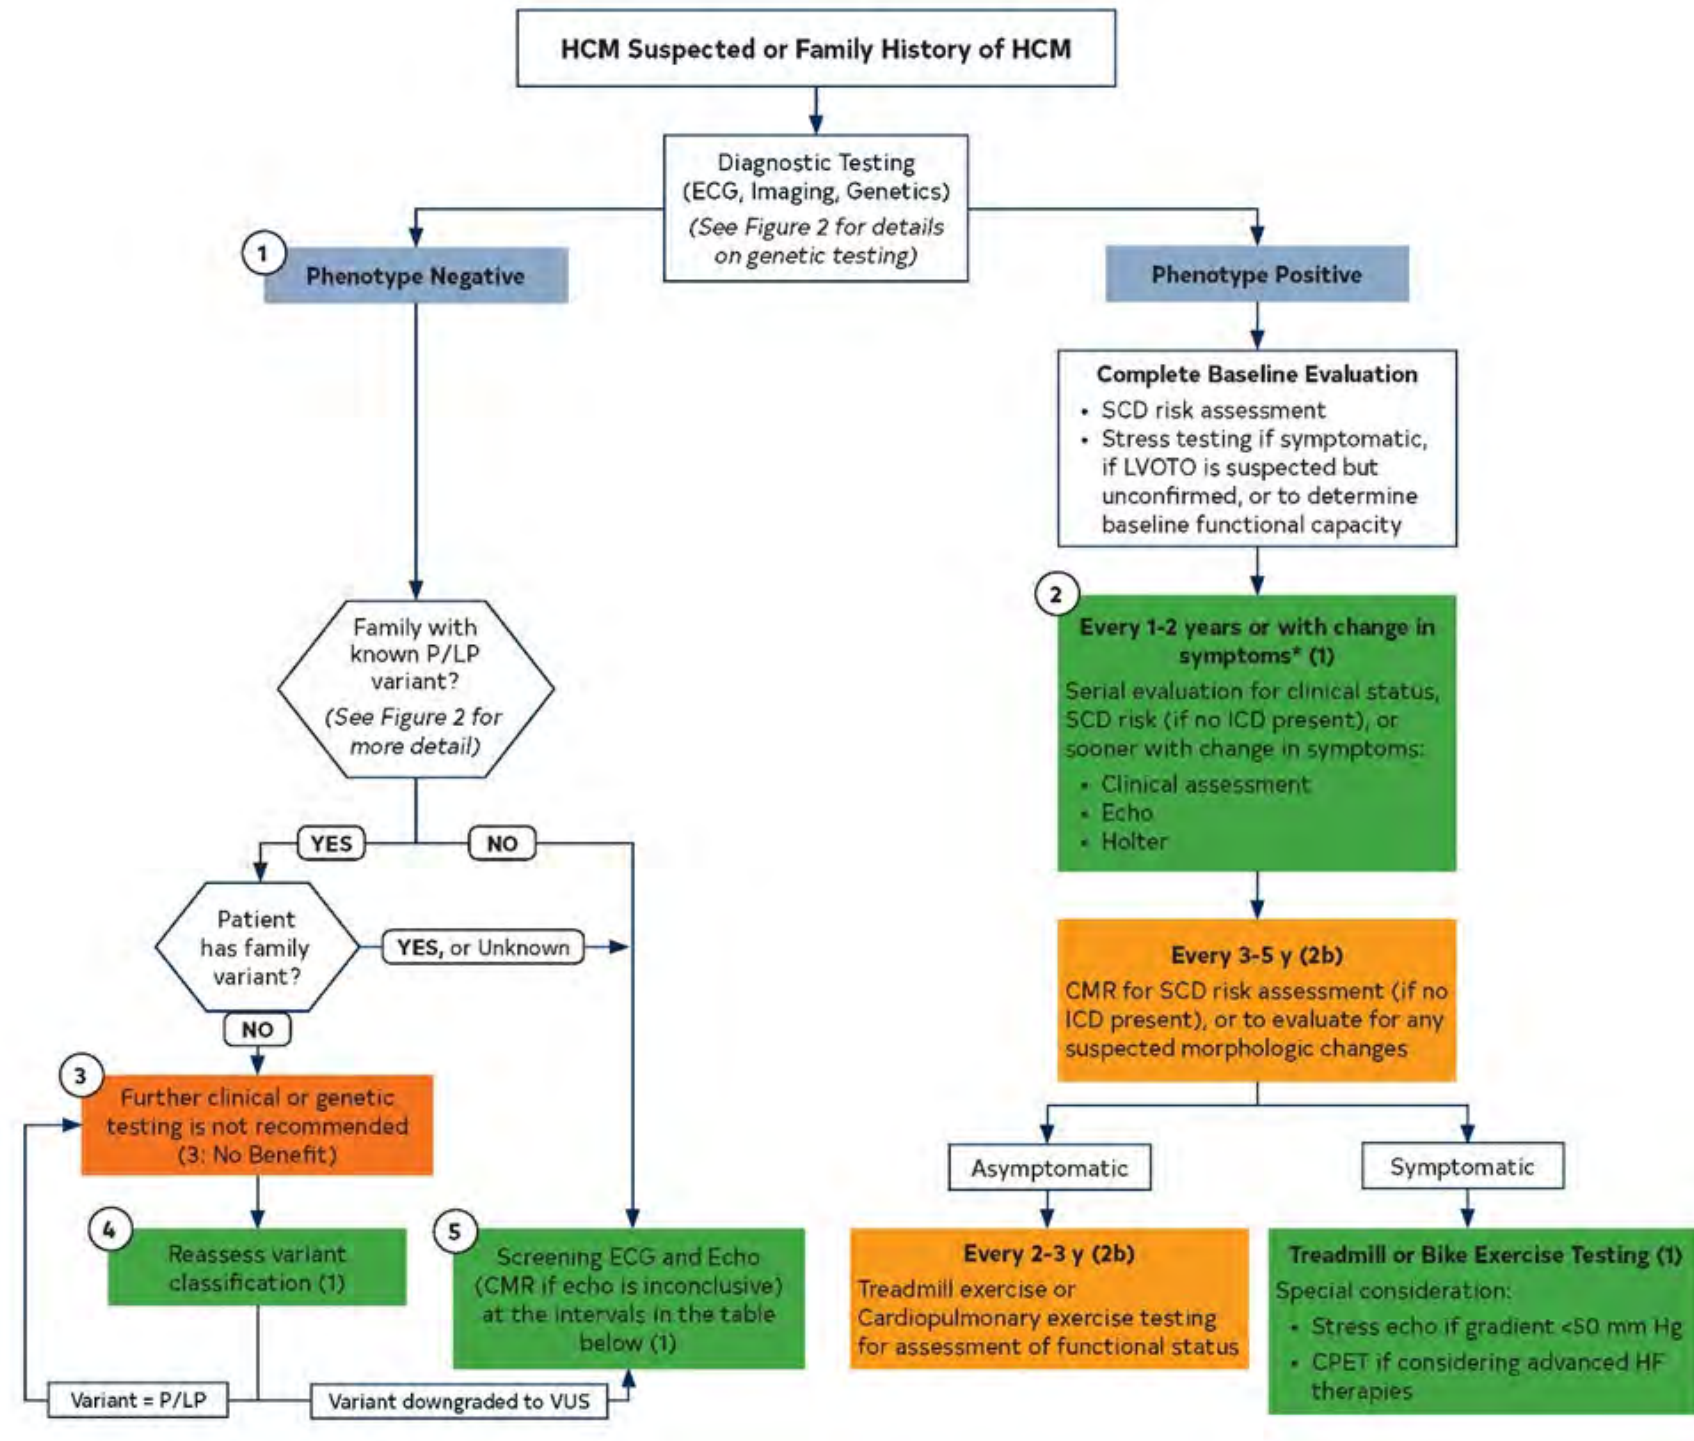 HCM Suspected or Family History of HCM
Diagnostic Testing
(ECG, Imaging, Genetics)
(See Figure 2 for details
on genetic testing)
1
Phenotype Negative
Phenotype Positive
Complete Baseline Evaluation
• SCD risk assessment
• Stress testing if symptomatic,
if LVOTO is suspected but
unconfirmed, or to determine
baseline functional capacity
Family with
known P/LP
variant?
(See Figure 2 for
more detail)
2
Every 1-2 years or with change in
symptoms* (1)
Serial evaluation for clinical status,
SCD risk (if no ICD present), or
sooner with change in symptoms:
• Clinical assessment
• Echo
• Holter
YES
NO
Patient
has family
variant?
YES, or Unknown
NO
Every 3-5 y (2b)
CMR for SCD risk assessment (if no
ICD present), or to evaluate for any
suspected morphologic changes
3
Further clinical or genetic
testing is not recommended
(3: No Benefit)
Asymptomatic
Symptomatic
4
Reassess variant
classification (1)
5
Screening ECG and Echo
(CMR if echo is inconclusive)
at the intervals in the table
below (1)
Every 2-3 y (2b)
Treadmill exercise or
Cardiopulmonary exercise testing
for assessment of functional status
Treadmill or Bike Exercise Testing (1)
Special consideration:
• Stress echo if gradient <50 mm Hg
• CPET if considering advanced HF
therapies
Variant = P/LP
Variant downgraded to VUS